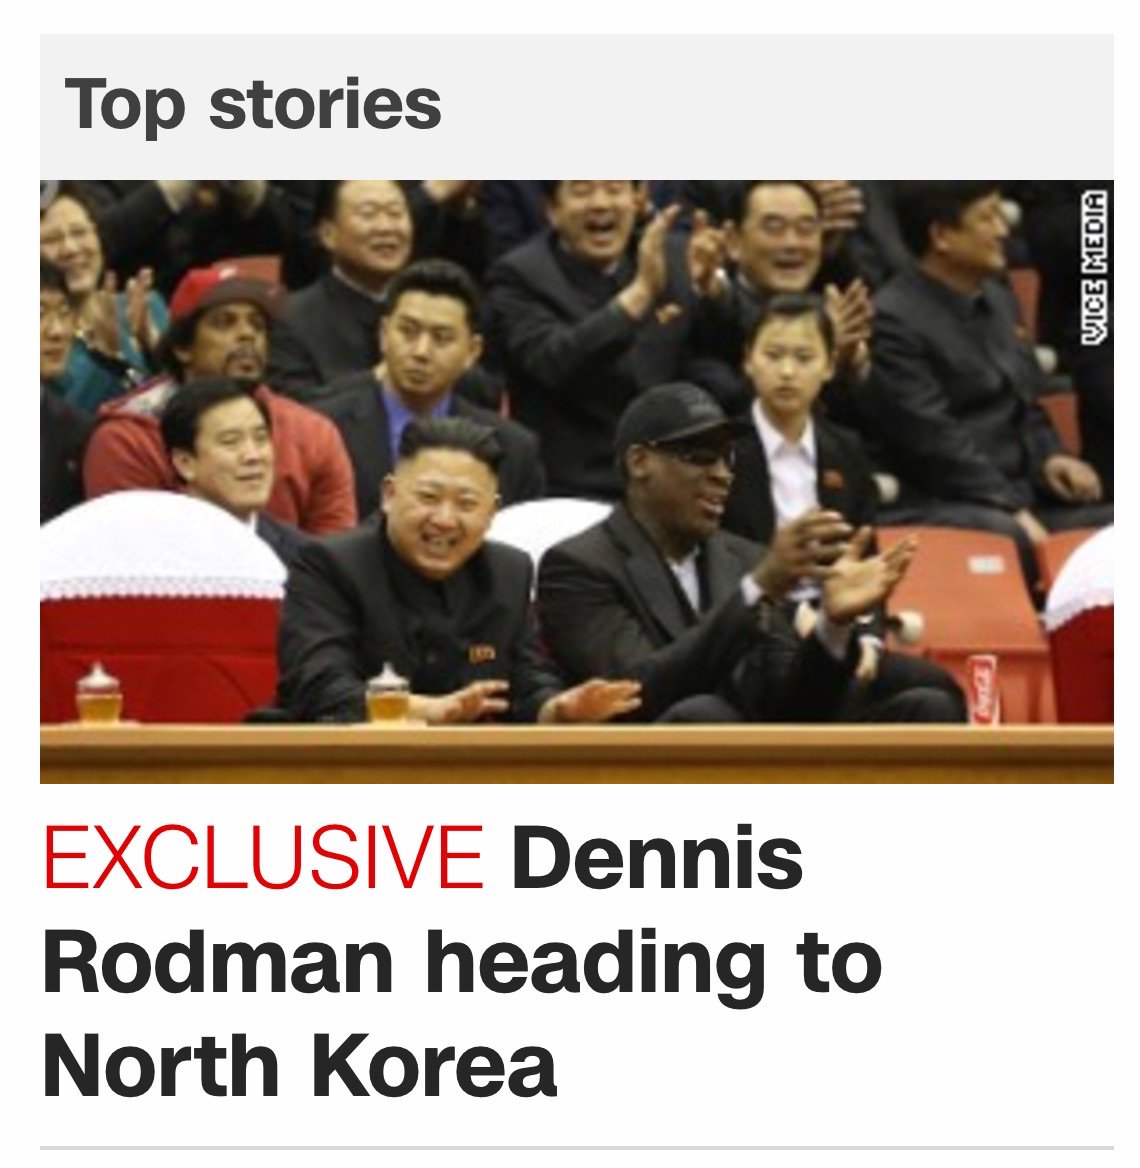 Top stories
VICE MEDIA
EXCLUSIVE Dennis
Rodman heading to
North Korea